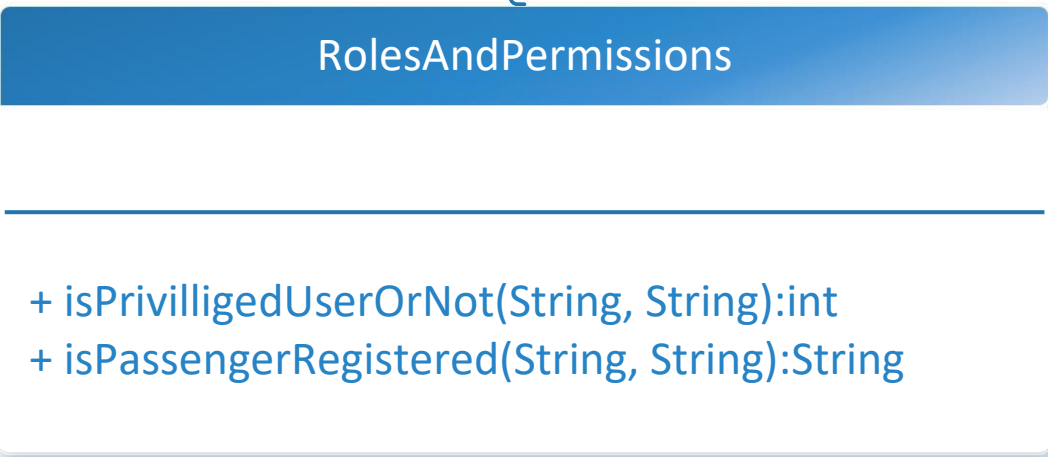 RolesAndPermissions
+ isPrivilligedUserOrNot(String, String):int
+ isPassengerRegistered(String, String):String